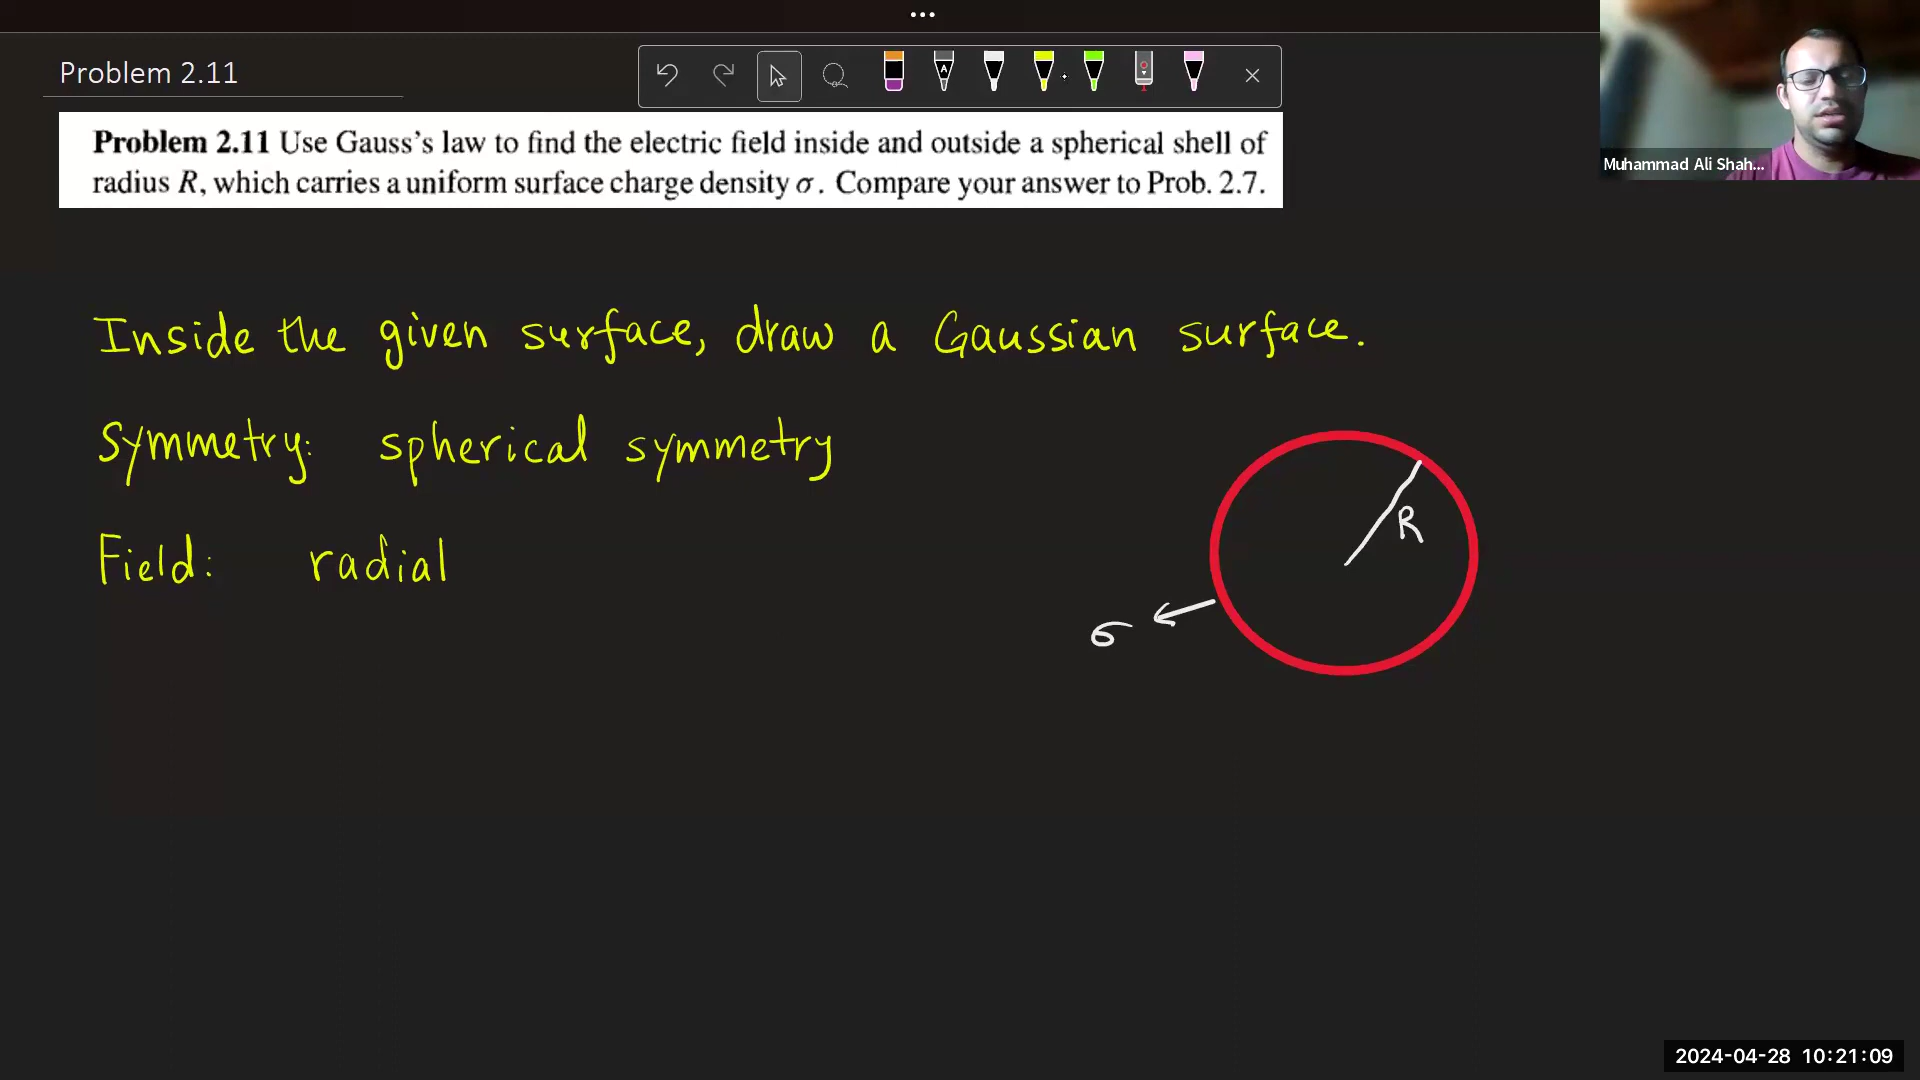 ...
Problem 2.11
Problem 2.11 Use Gauss's law to find the electric field inside and outside a spherical shell of
radius R, which carries a uniform surface charge density σ. Compare your answer to Prob. 2.7.
Muhammad Ali Shah...
Inside the given surface, draw a Gaussian surface.
Symmetry: spherical symmetry
Field: radial
R
σ
2024-04-28 10:21:09